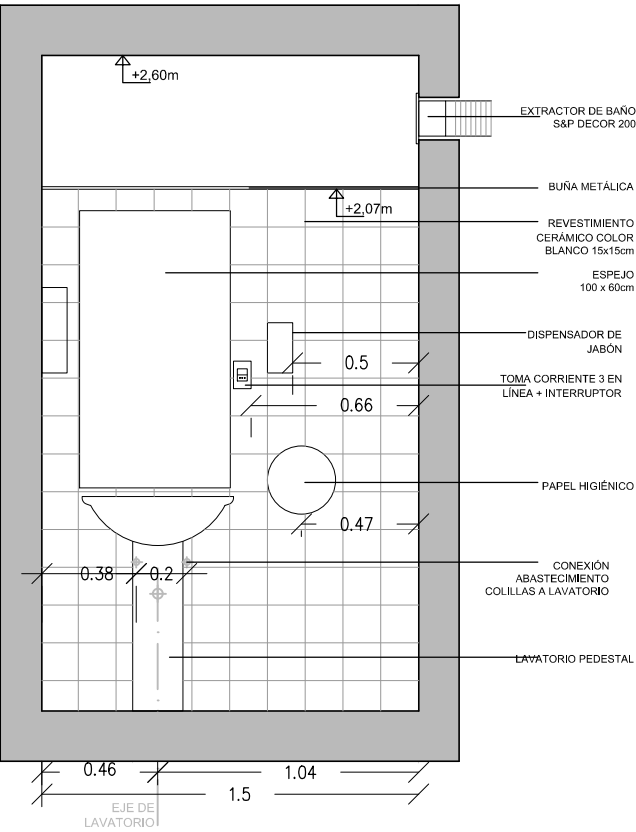 +2,60m
EXTRACTOR DE BAÑO
S&P DECOR 200
BUÑA METÁLICA
+2,07m
REVESTIMIENTO
CERÁMICO COLOR
BLANCO 15x15cm
ESPEJO
100 x 60cm
DISPENSADOR DE
JABÓN
0.5
TOMA CORRIENTE 3 EN
LÍNEA + INTERRUPTOR
0.66
PAPEL HIGIÉNICO
0.47
CONEXIÓN
ABASTECIMIENTO
COLILLAS A LAVATORIO
0.38
0.2
LAVATORIO PEDESTAL
0.46
1.04
1.5
EJE DE
LAVATORIO